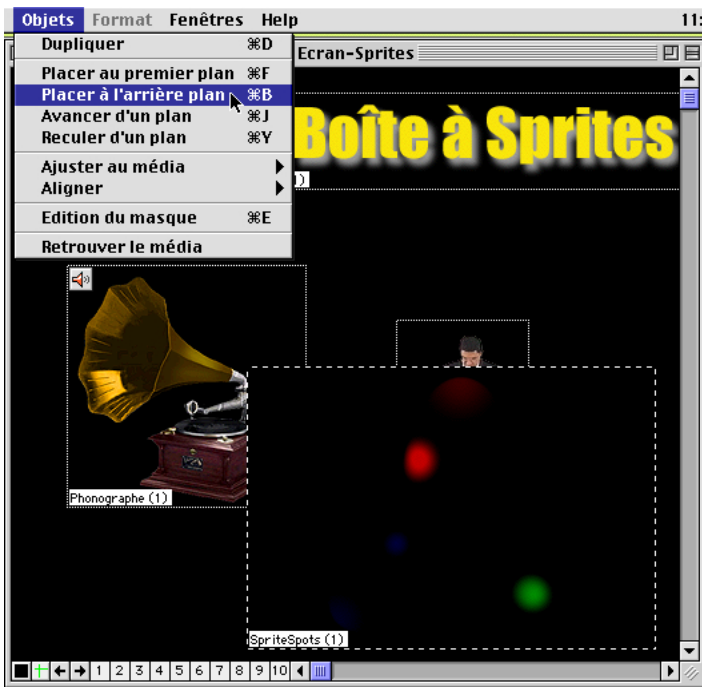 Objets Format Fenêtres Help 11:
Dupliquer ⌘D
Placer au premier plan ⌘F
Placer à l'arrière plan ⌘B
Avancer d'un plan ⌘J
Reculer d'un plan ⌘Y
Ajuster au média
Aligner
Edition du masque ⌘E
Retrouver le média
Ecran-Sprites
Boîte à Sprites
Phonographe (1)
SpriteSpots (1)
1 2 3 4 5 6 7 8 9 10